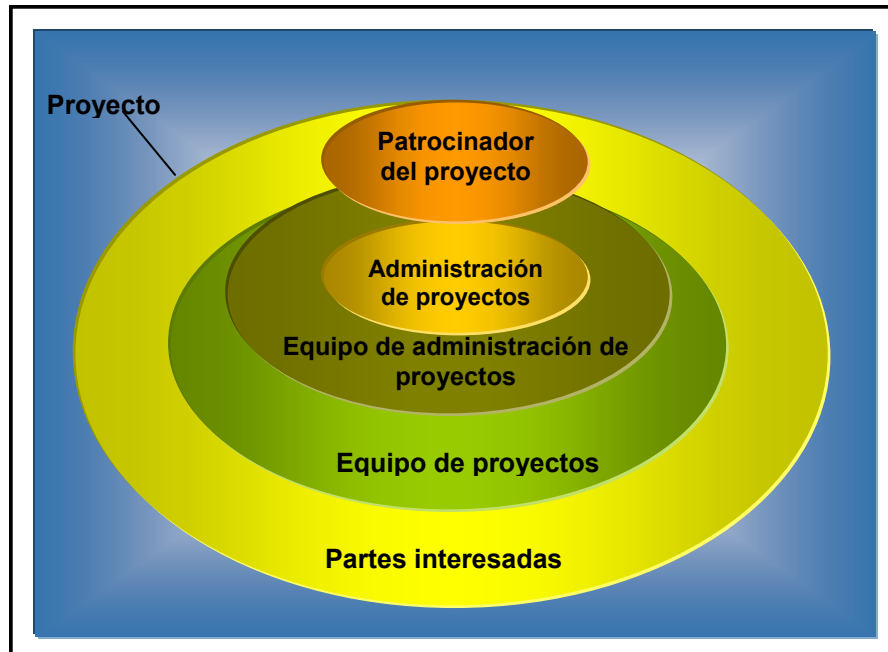 Proyecto
Patrocinador
del proyecto
Administración
de proyectos
Equipo de administración de
proyectos
Equipo de proyectos
Partes interesadas